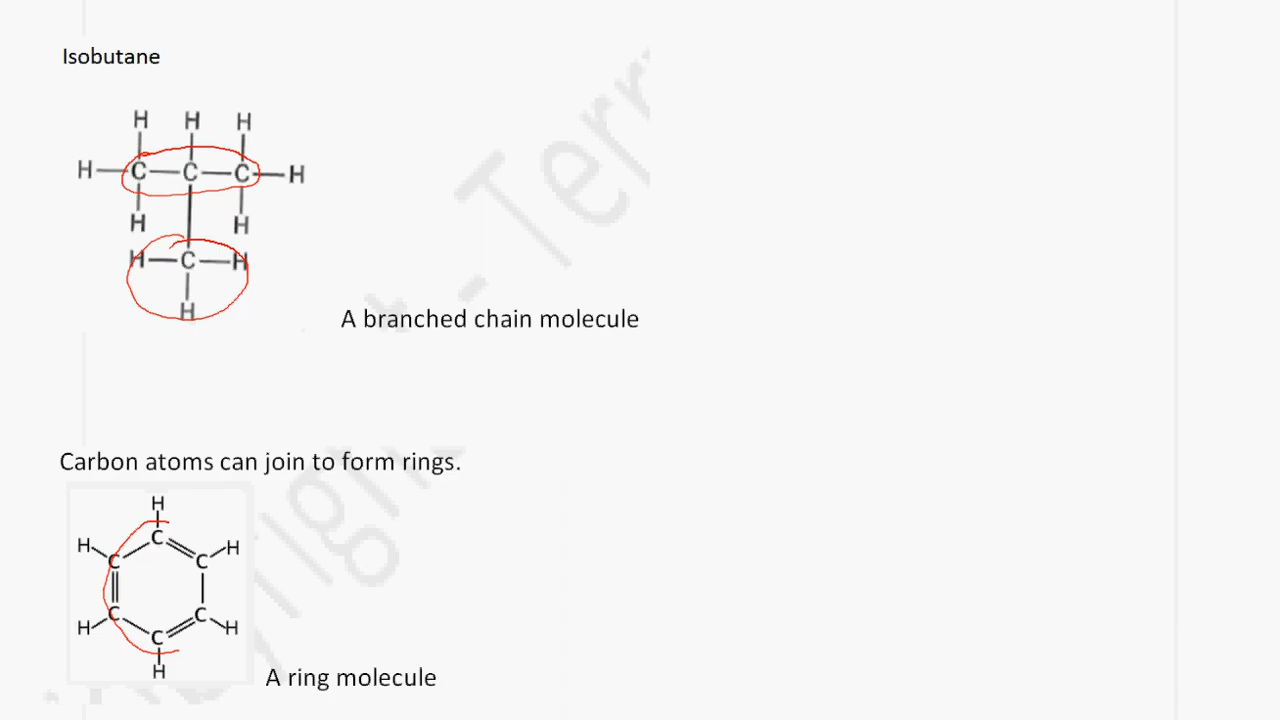 Isobutane
H H H
H C C C H
H H
H C H
H
A branched chain molecule
Carbon atoms can join to form rings.
H
C
H H
C C
C C
H H
C
H
A ring molecule